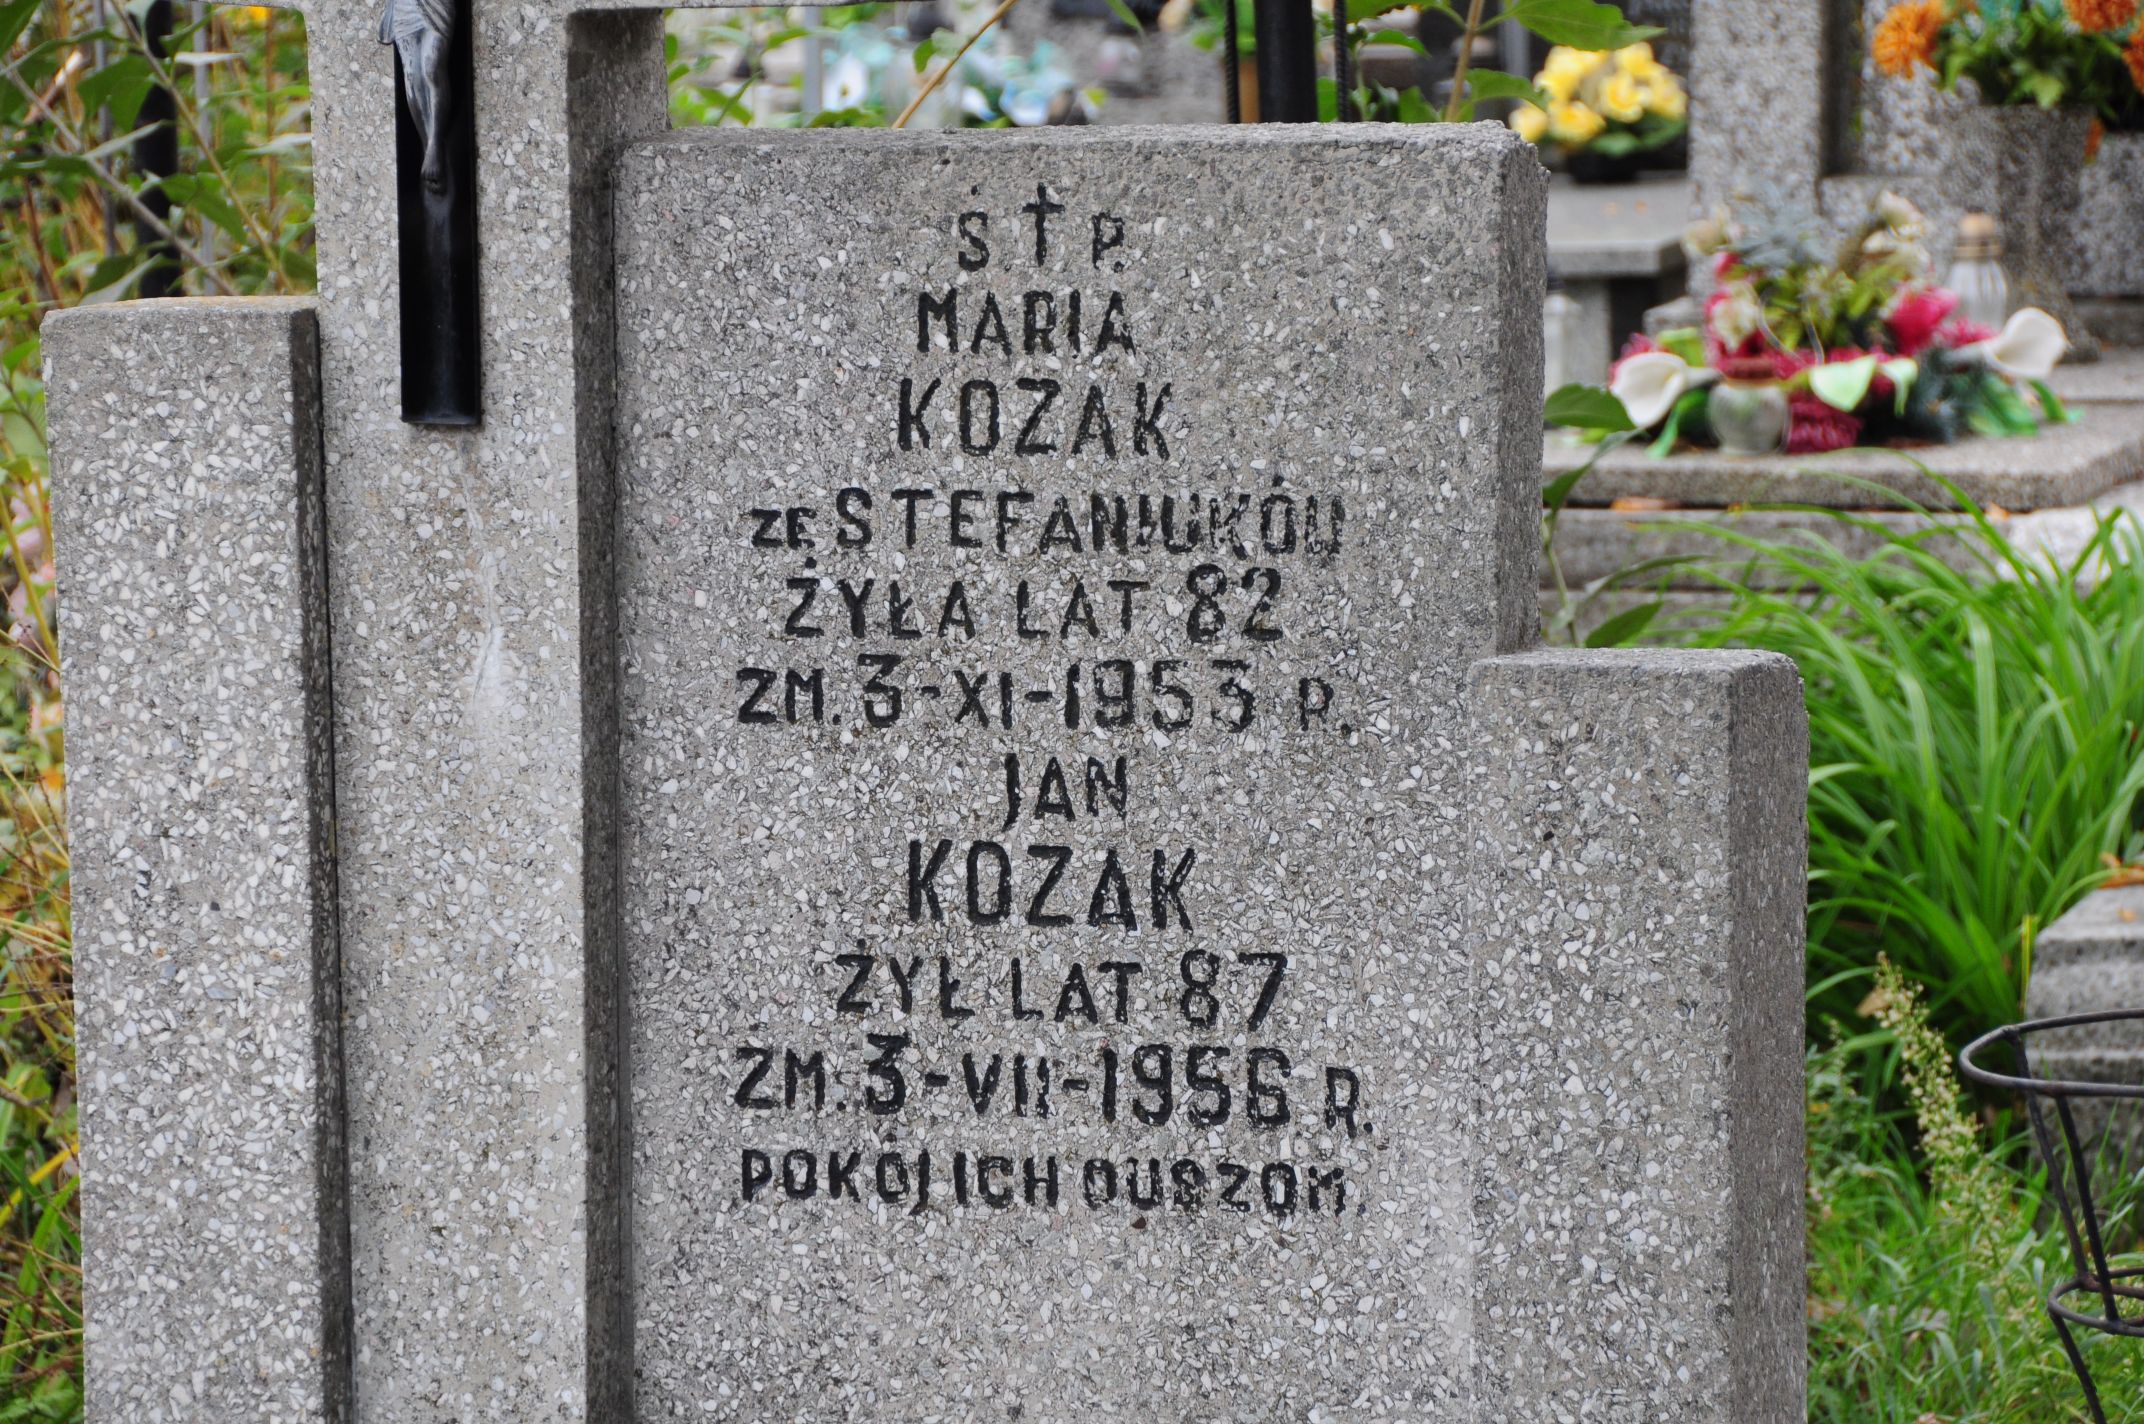 Ś.†P.
MARIA
KOZAK
ZE STEFANIUKÓW
ŻYŁA LAT 82
ZM. 3-XI-1953 R.
JAN
KOZAK
ŻYŁ LAT 87
ZM. 3-VII-1956 R.
POKÓJ ICH DUSZOM.